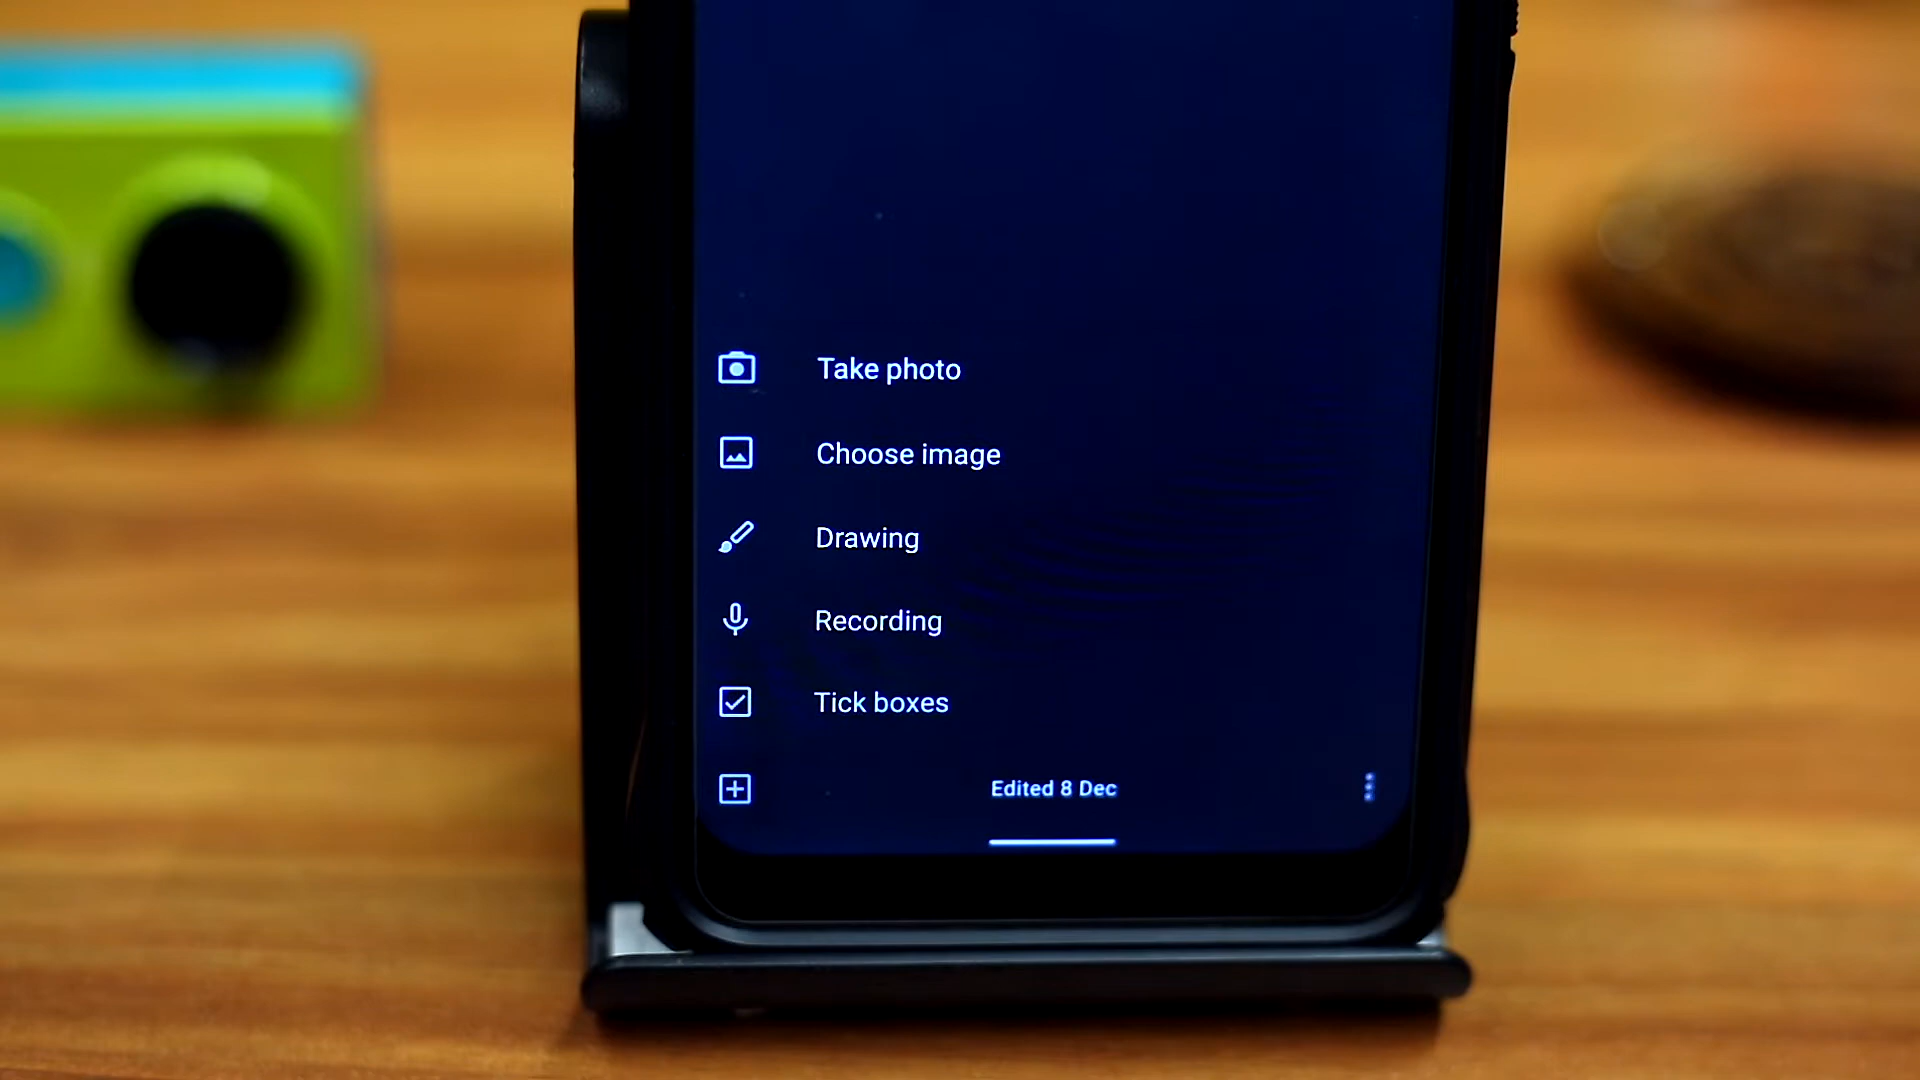 Take photo
Choose image
Drawing
Recording
Tick boxes
Edited 8 Dec